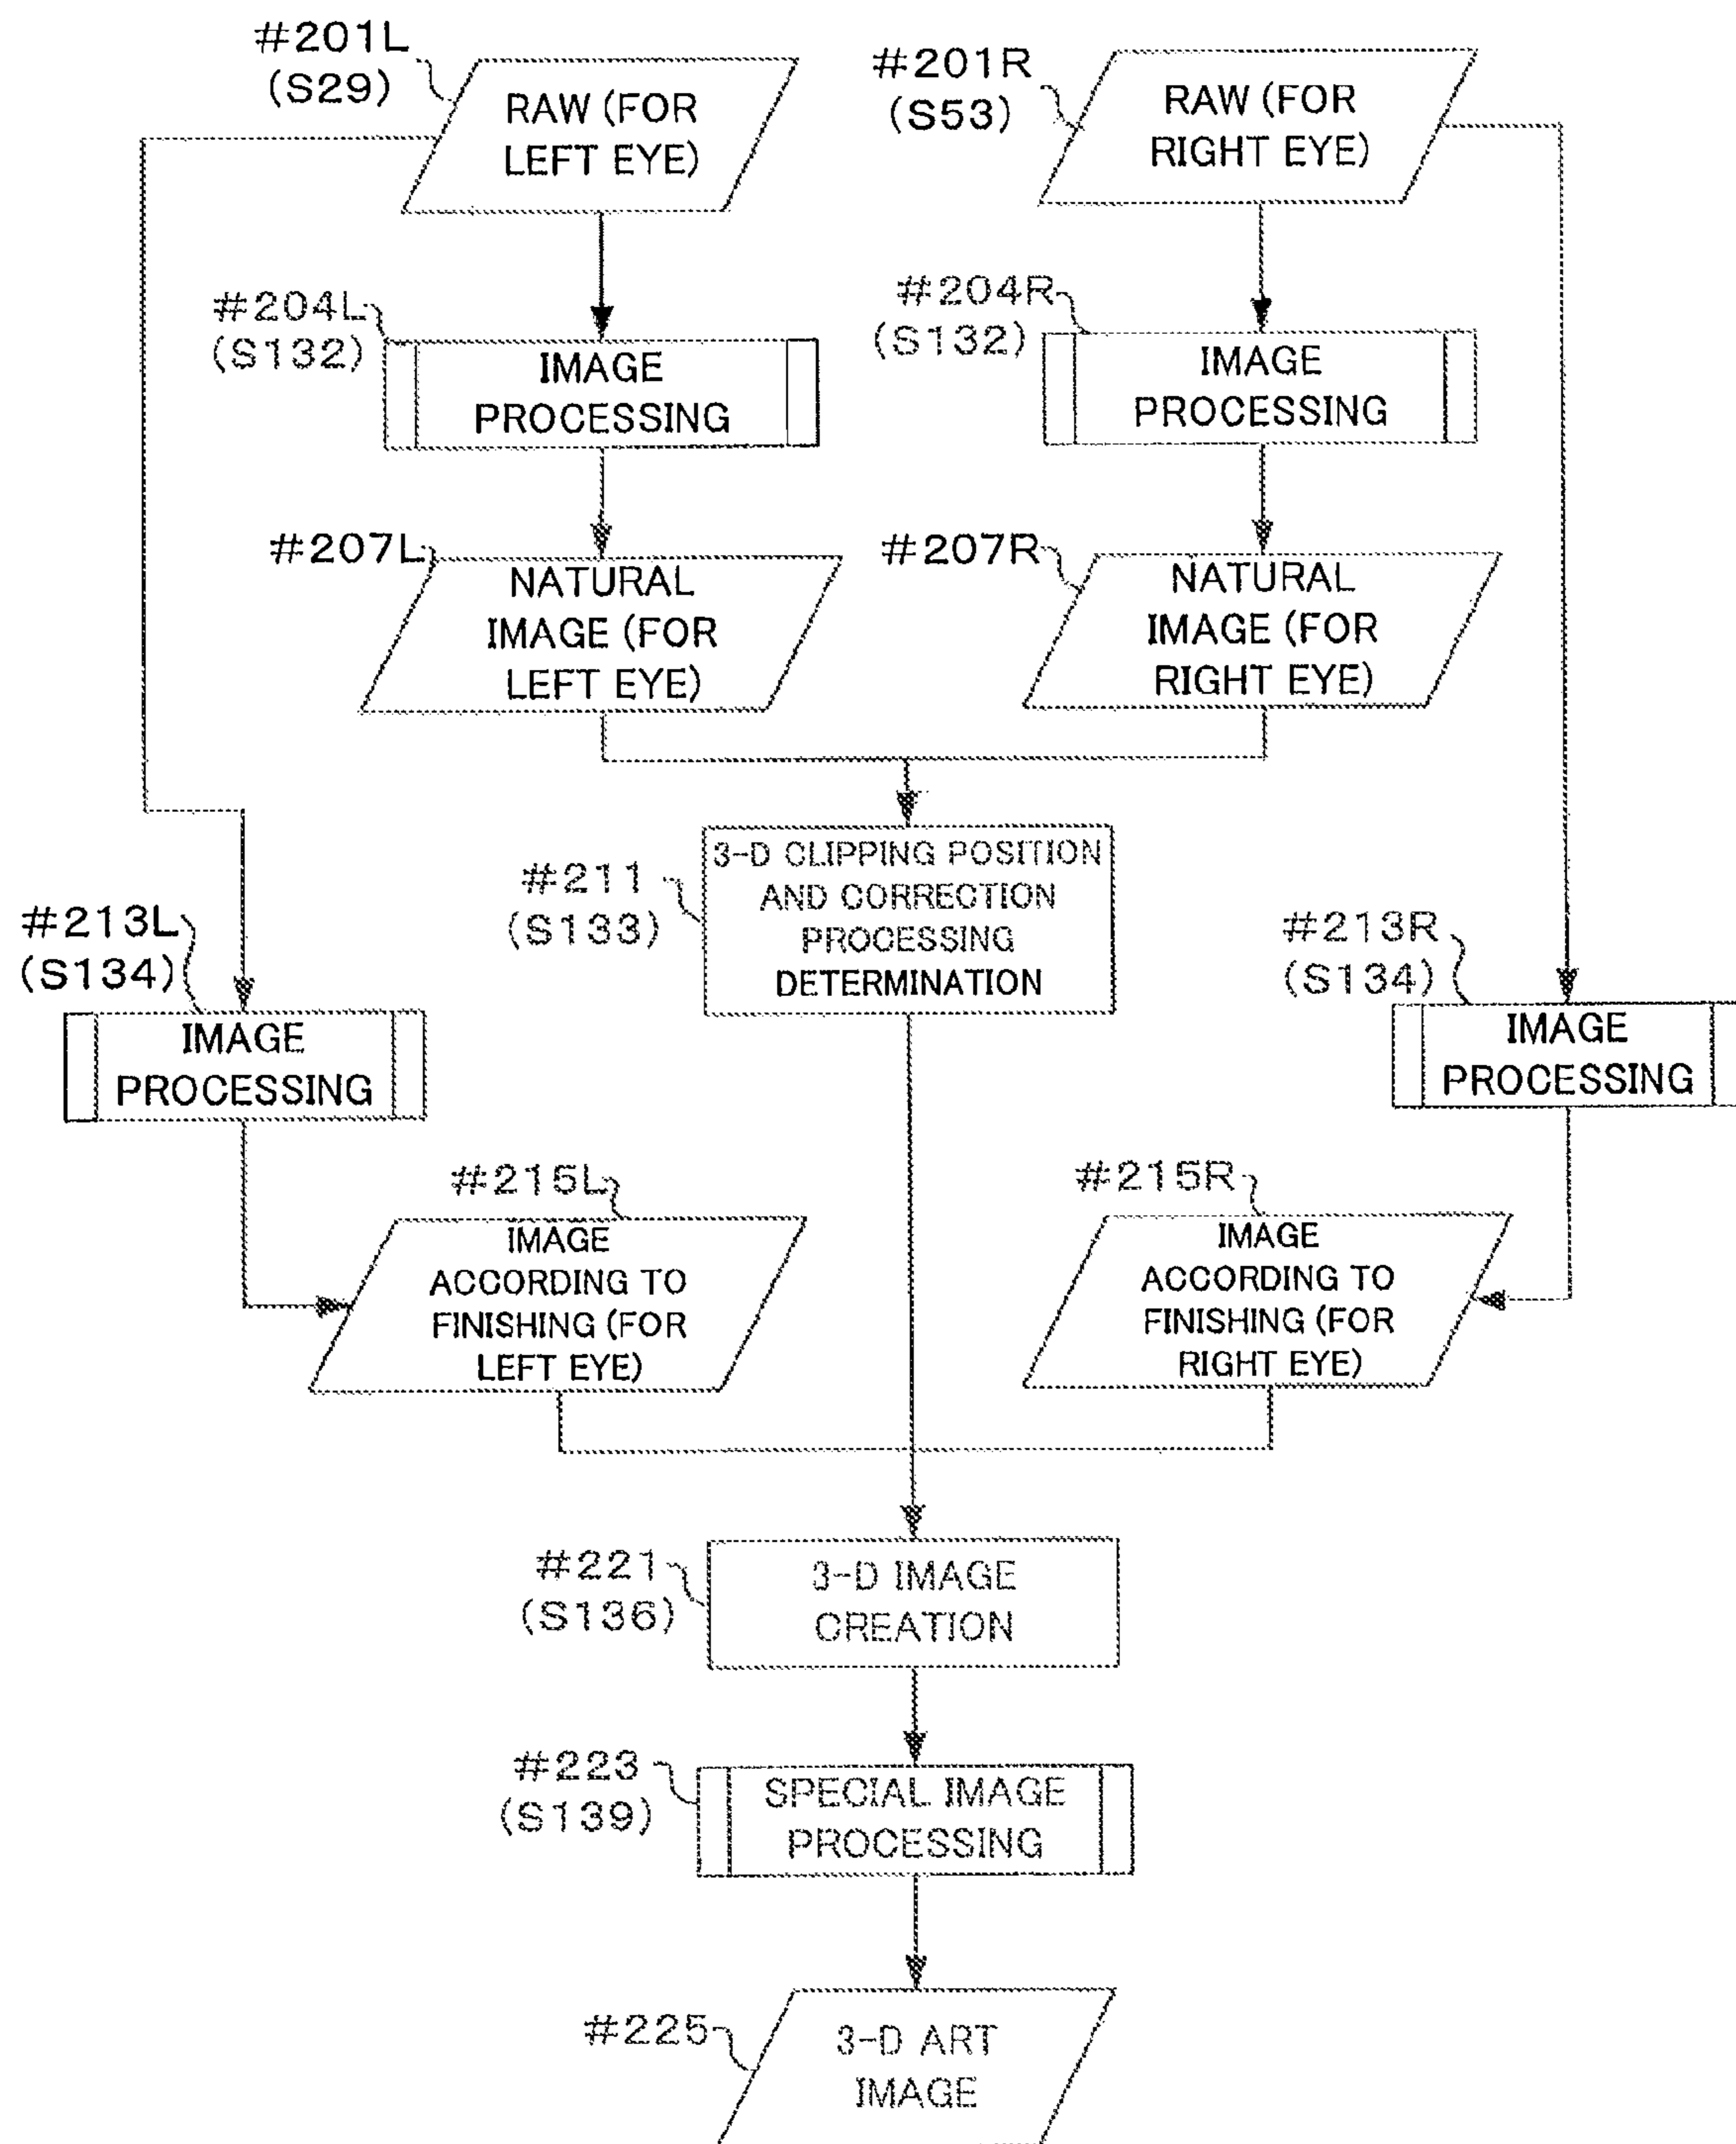 #201L
(S29)
RAW (FOR
LEFT EYE)
#201R
(S53)
RAW (FOR
RIGHT EYE)
#204L
(S132)
IMAGE
PROCESSING
#204R
(S132)
IMAGE
PROCESSING
#207L
NATURAL
IMAGE (FOR
LEFT EYE)
#207R
NATURAL
IMAGE (FOR
RIGHT EYE)
#211
(S133)
3-D CLIPPING POSITION
AND CORRECTION
PROCESSING
DETERMINATION
#213L
(S134)
IMAGE
PROCESSING
#213R
(S134)
IMAGE
PROCESSING
#215L
IMAGE
ACCORDING TO
FINISHING (FOR
LEFT EYE)
#215R
IMAGE
ACCORDING TO
FINISHING (FOR
RIGHT EYE)
#221
(S136)
3-D IMAGE
CREATION
#223
(S139)
SPECIAL IMAGE
PROCESSING
#225
3-D ART
IMAGE